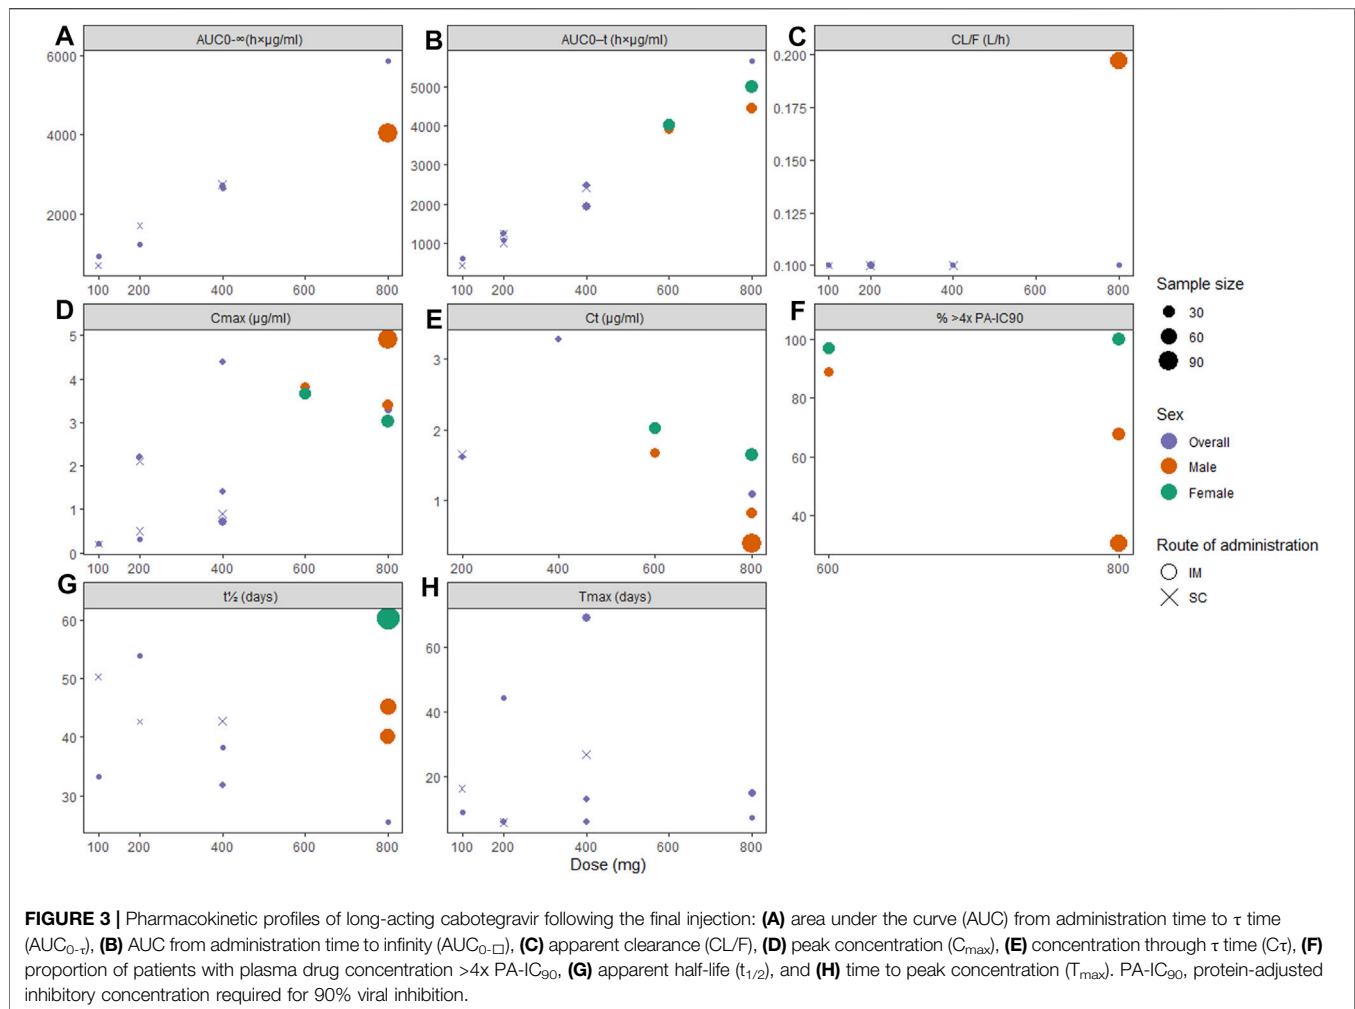 A
AUC0-∞(h×µg/ml)
6000
4000
2000
100 200 400 600 800
B
AUC0–t (h×µg/ml)
5000
4000
3000
2000
1000
100 200 400 600 800
C
CL/F (L/h)
0.200
0.175
0.150
0.125
0.100
100 200 400 600 800
D
Cmax (µg/ml)
5
4
3
2
1
0
100 200 400 600 800
E
Ct (µg/ml)
3
2
1
200 400 600 800
F
% >4x PA-IC90
100
80
60
40
600 800
G
t½ (days)
60
50
40
30
100 200 400 600 800
H
Tmax (days)
60
40
20
100 200 400 600 800
Dose (mg)
Sample size
30
60
90
Sex
Overall
Male
Female
Route of administration
IM
SC
FIGURE 3 | Pharmacokinetic profiles of long-acting cabotegravir following the final injection: (A) area under the curve (AUC) from administration time to τ time
(AUC0-τ), (B) AUC from administration time to infinity (AUC0-□), (C) apparent clearance (CL/F), (D) peak concentration (Cmax), (E) concentration through τ time (Cτ), (F)
proportion of patients with plasma drug concentration >4x PA-IC90, (G) apparent half-life (t1/2), and (H) time to peak concentration (Tmax). PA-IC90, protein-adjusted
inhibitory concentration required for 90% viral inhibition.